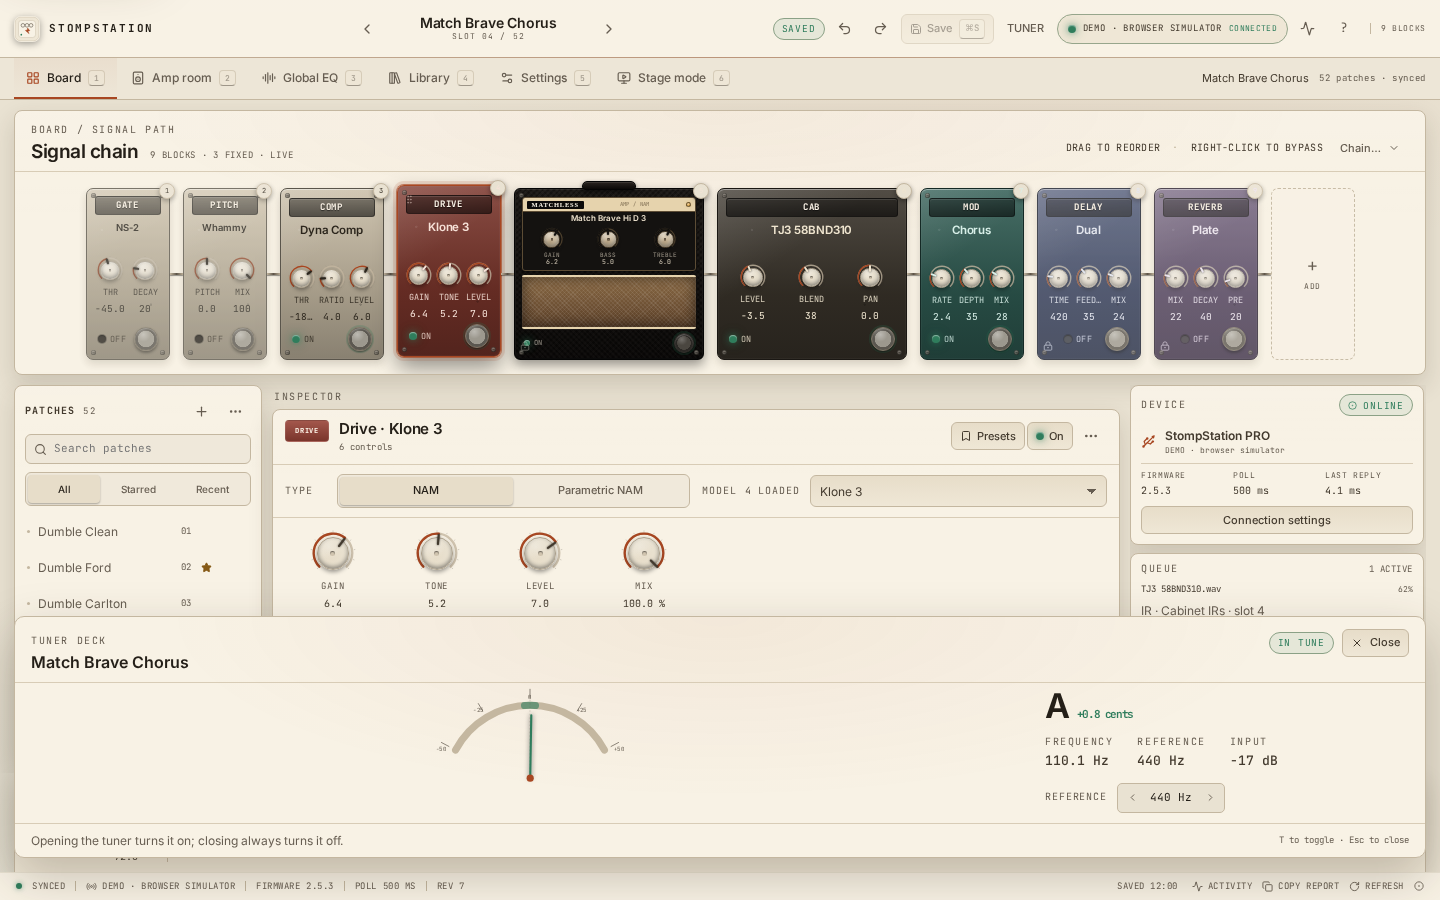 STOMPSTATION
Match Brave Chorus
SLOT 04 / 52
SAVED
Save ⌘S
TUNER
DEMO · BROWSER SIMULATOR CONNECTED
?
9 BLOCKS
Board 1
Amp room 2
Global EQ 3
Library 4
Settings 5
Stage mode 6
Match Brave Chorus 52 patches · synced
BOARD / SIGNAL PATH
Signal chain 9 BLOCKS · 3 FIXED · LIVE
DRAG TO REORDER · RIGHT-CLICK TO BYPASS Chain...
1
GATE
NS-2
THR DECAY
-45.0 20
OFF
2
PITCH
Whammy
PITCH MIX
0.0 100
OFF
3
COMP
Dyna Comp
THR RATIO LEVEL
-18… 4.0 6.0
ON
DRIVE
Klone 3
GAIN TONE LEVEL
6.4 5.2 7.0
ON
MATCHLESS AMP / NAM
Match Brave Hi D 3
GAIN BASS TREBLE
6.2 5.0 6.0
ON
CAB
TJ3 58BND310
LEVEL BLEND PAN
-3.5 38 0.0
ON
MOD
Chorus
RATE DEPTH MIX
2.4 35 28
ON
DELAY
Dual
TIME FEED… MIX
420 35 24
OFF
REVERB
Plate
MIX DECAY PRE
22 40 20
OFF
+
ADD
PATCHES 52
Search patches
All Starred Recent
Dumble Clean 01
Dumble Ford 02
Dumble Carlton 03
INSPECTOR
DRIVE
Drive · Klone 3
6 controls
Presets
On
TYPE NAM Parametric NAM MODEL 4 LOADED Klone 3
GAIN TONE LEVEL MIX
6.4 5.2 7.0 100.0 %
DEVICE ONLINE
StompStation PRO
DEMO · browser simulator
FIRMWARE POLL LAST REPLY
2.5.3 500 ms 4.1 ms
Connection settings
QUEUE 1 ACTIVE
TJ3 58BND310.wav 62%
IR · Cabinet IRs · slot 4
TUNER DECK
Match Brave Chorus
IN TUNE
Close
-50 -25 0 +25 +50
A +0.8 cents
FREQUENCY REFERENCE INPUT
110.1 Hz 440 Hz -17 dB
REFERENCE 440 Hz
Opening the tuner turns it on; closing always turns it off.
T to toggle · Esc to close
SYNCED DEMO · BROWSER SIMULATOR FIRMWARE 2.5.3 POLL 500 MS REV 7
SAVED 12:00 ACTIVITY COPY REPORT REFRESH